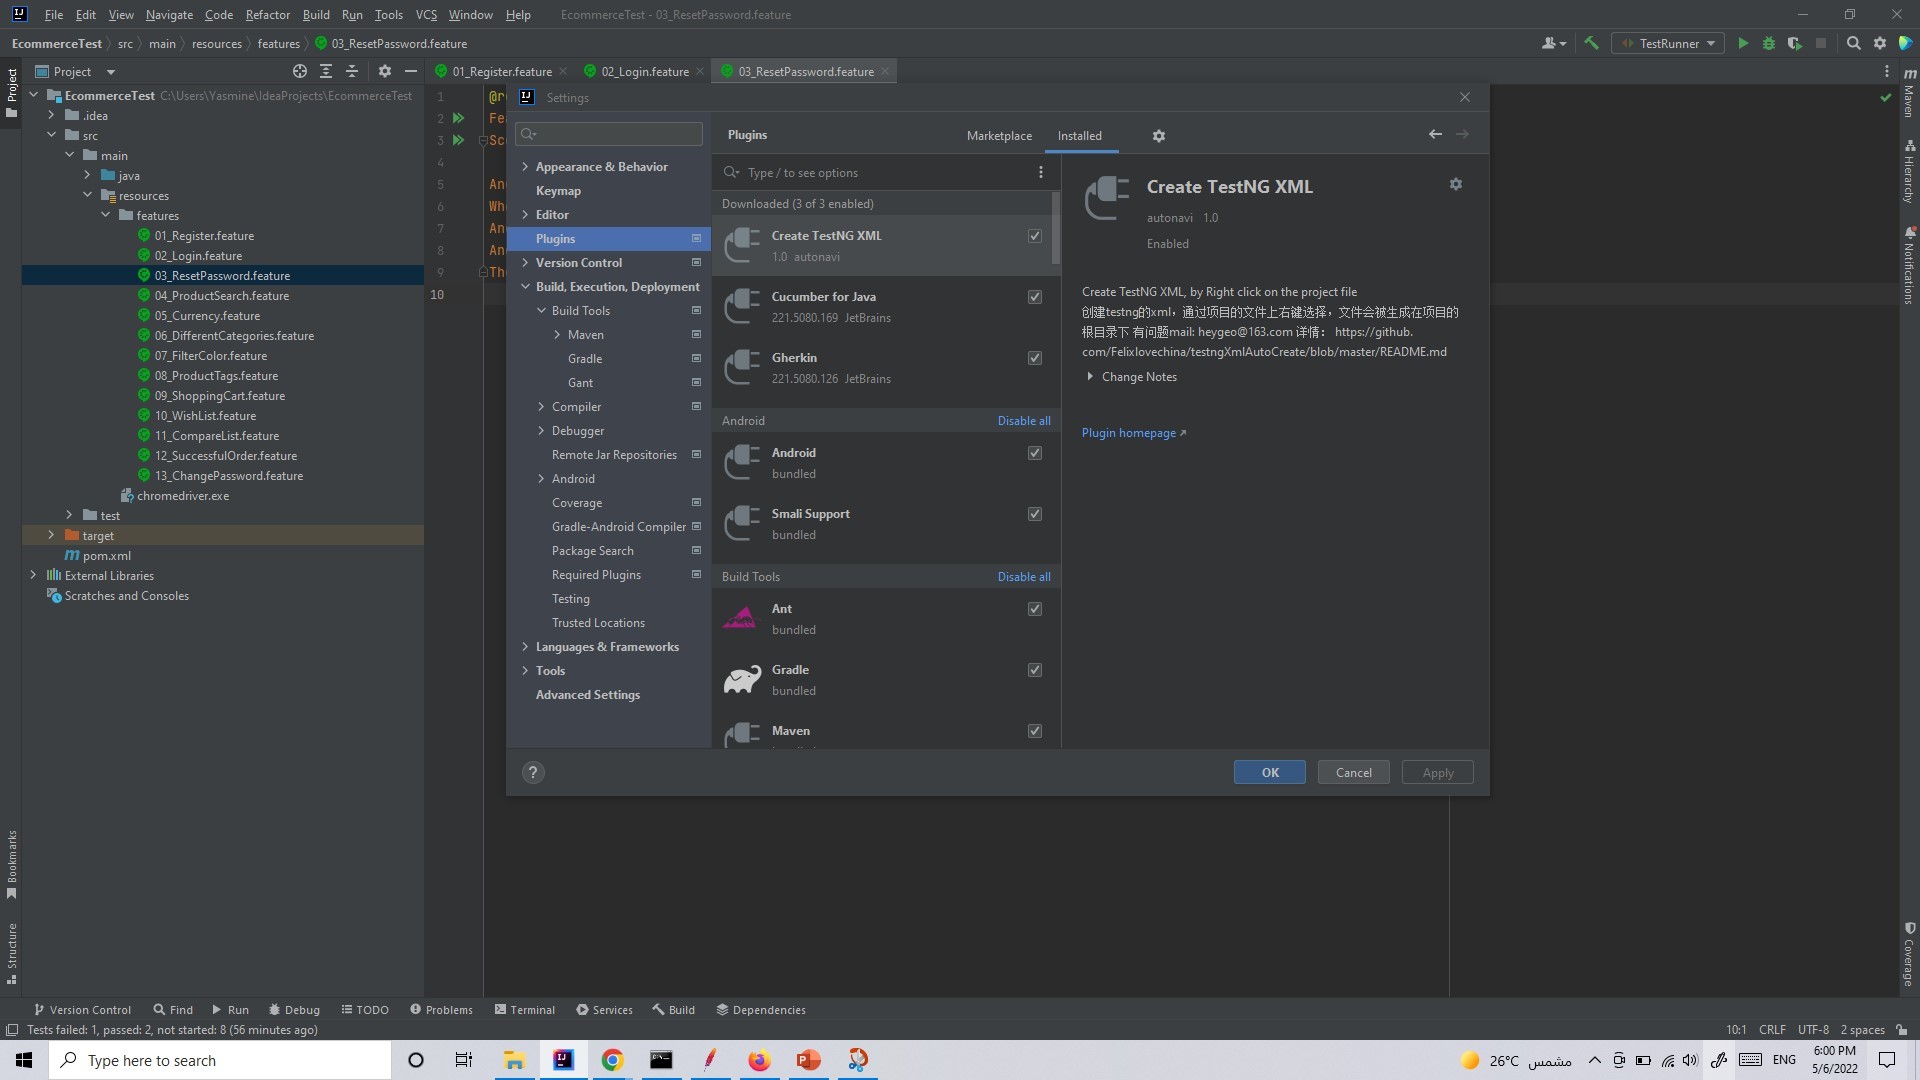 File Edit View Navigate Code Refactor Build Run Tools VCS Window Help EcommerceTest - 03_ResetPassword.feature
EcommerceTest src main resources features 03_ResetPassword.feature
TestRunner
Project
Project
01_Register.feature
02_Login.feature
03_ResetPassword.feature
EcommerceTest C:\Users\Yasmine\IdeaProjects\EcommerceTest
.idea
src
main
java
resources
features
01_Register.feature
02_Login.feature
03_ResetPassword.feature
04_ProductSearch.feature
05_Currency.feature
06_DifferentCategories.feature
07_FilterColor.feature
08_ProductTags.feature
09_ShoppingCart.feature
10_WishList.feature
11_CompareList.feature
12_SuccessfulOrder.feature
13_ChangePassword.feature
chromedriver.exe
test
target
pom.xml
External Libraries
Scratches and Consoles
Bookmarks
Structure
1
2
3
4
5
6
7
8
9
10
Settings
Appearance & Behavior
Keymap
Editor
Plugins
Version Control
Build, Execution, Deployment
Build Tools
Maven
Gradle
Gant
Compiler
Debugger
Remote Jar Repositories
Android
Coverage
Gradle-Android Compiler
Package Search
Required Plugins
Testing
Trusted Locations
Languages & Frameworks
Tools
Advanced Settings
Plugins
Marketplace
Installed
Type / to see options
Downloaded (3 of 3 enabled)
Create TestNG XML
1.0 autonavi
Cucumber for Java
221.5080.169 JetBrains
Gherkin
221.5080.126 JetBrains
Android Disable all
Android
bundled
Smali Support
bundled
Build Tools Disable all
Ant
bundled
Gradle
bundled
Maven
Create TestNG XML
autonavi 1.0
Enabled
Create TestNG XML, by Right click on the project file
创建testng的xml，通过项目的文件上右键选择，文件会被生成在项目的
根目录下 有问题mail: heygeo@163.com 详情： https://github.
com/Felixlovechina/testngXmlAutoCreate/blob/master/README.md
Change Notes
Plugin homepage
?
OK
Cancel
Apply
Maven
Hierarchy
Notifications
Coverage
Version Control Find Run Debug TODO Problems Terminal Services Build Dependencies
Tests failed: 1, passed: 2, not started: 8 (56 minutes ago)
10:1 CRLF UTF-8 2 spaces
Type here to search
26°C مشمس
ENG
6:00 PM
5/6/2022